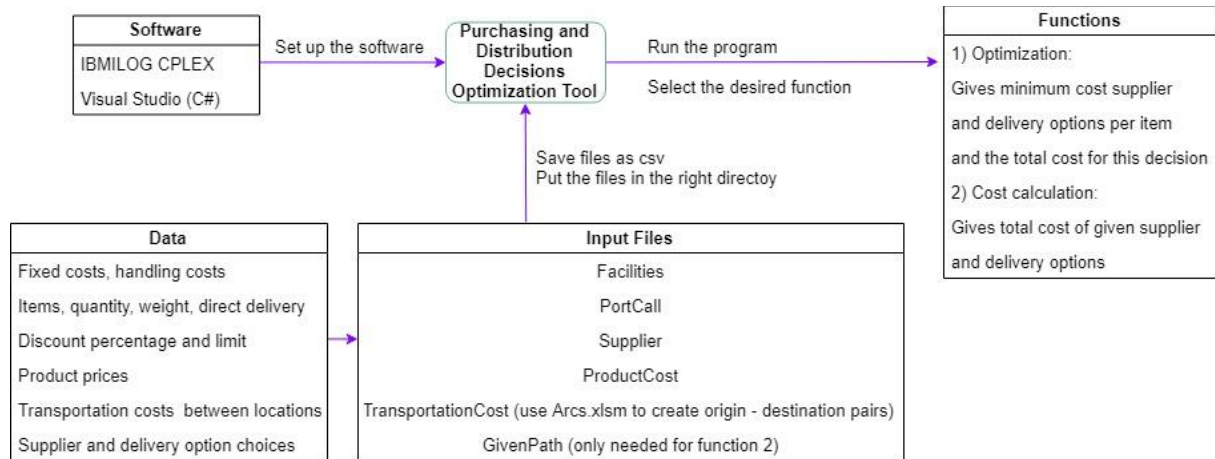 Software
IBMILOG CPLEX
Visual Studio (C#)
Set up the software
Purchasing and
Distribution
Decisions
Optimization Tool
Run the program
Select the desired function
Functions
1) Optimization:
Gives minimum cost supplier
and delivery options per item
and the total cost for this decision
2) Cost calculation:
Gives total cost of given supplier
and delivery options
Save files as csv
Put the files in the right directoy
Data
Fixed costs, handling costs
Items, quantity, weight, direct delivery
Discount percentage and limit
Product prices
Transportation costs between locations
Supplier and delivery option choices
Input Files
Facilities
PortCall
Supplier
ProductCost
TransportationCost (use Arcs.xlsm to create origin - destination pairs)
GivenPath (only needed for function 2)